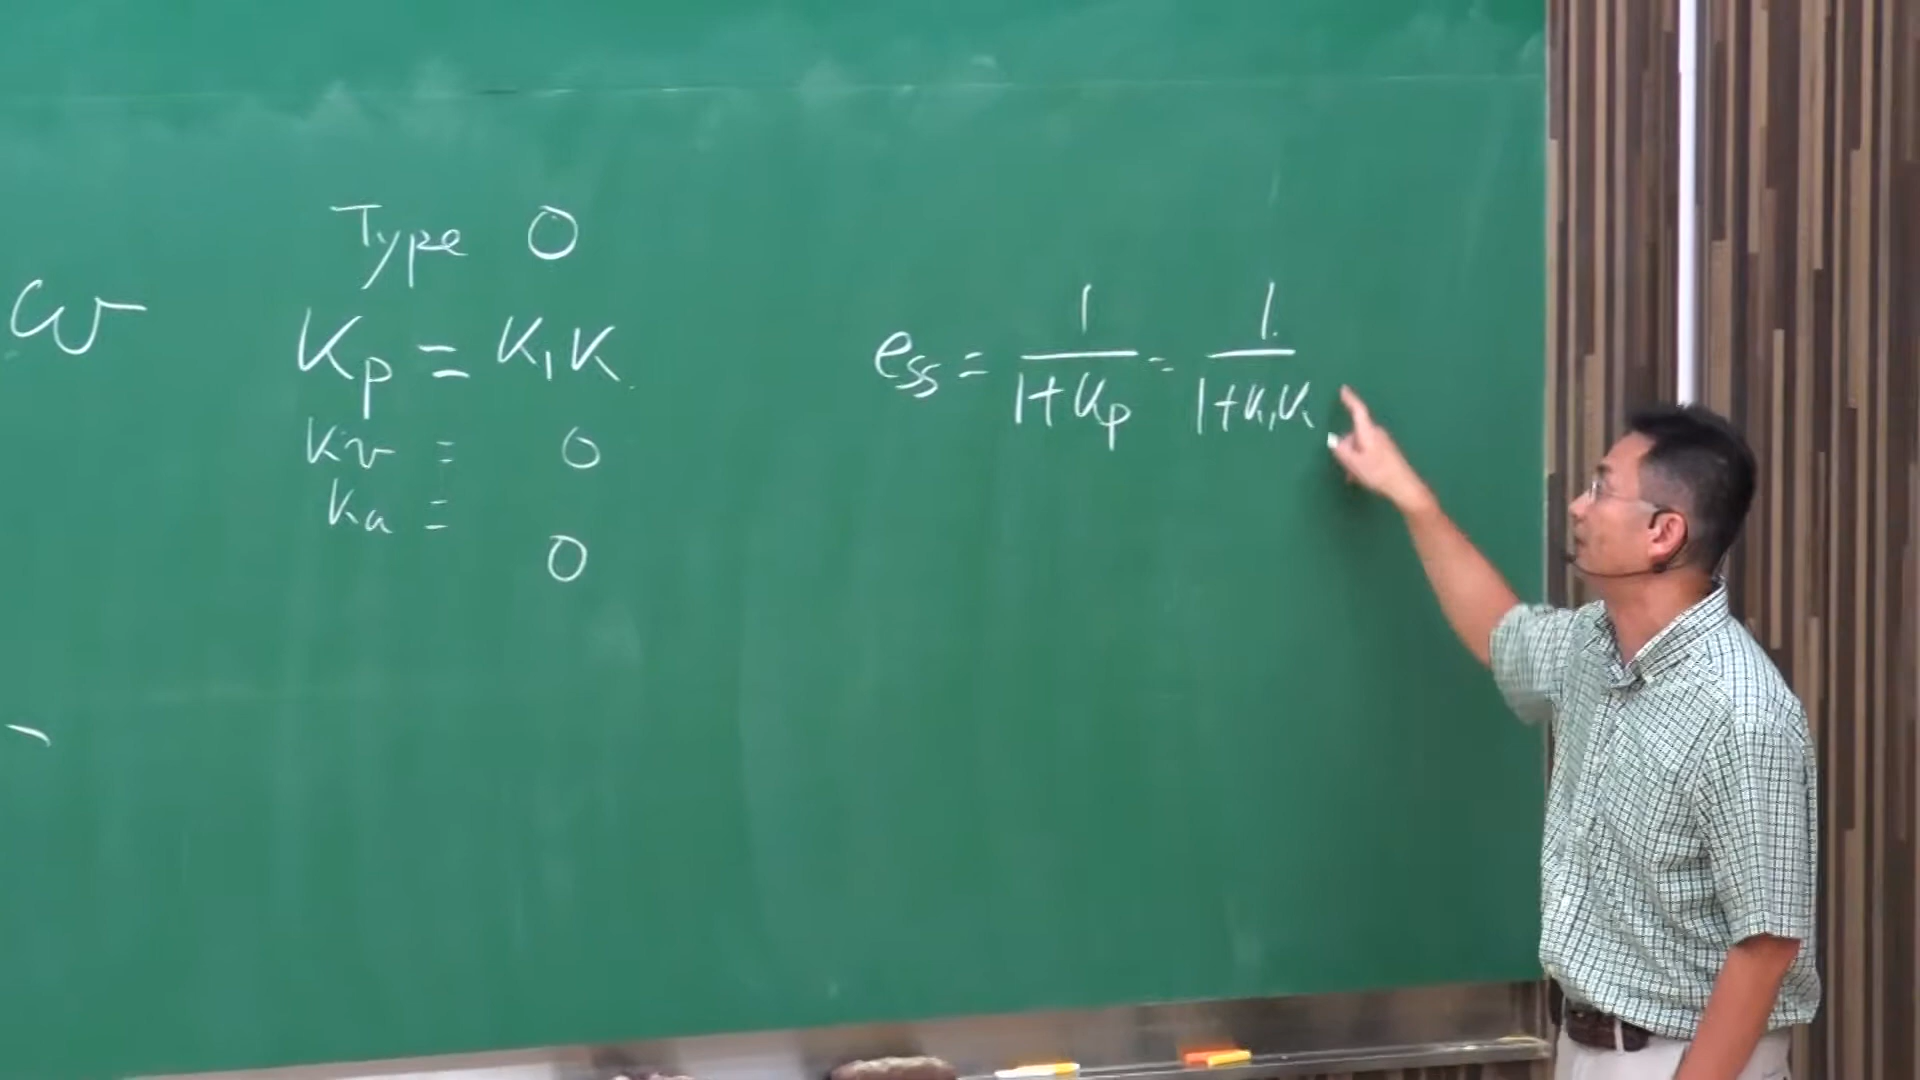 Type 0
ω
Kp = K₁K
Kv = 0
Ka =
0
ess = 1/(1+Kp) = 1/(1+K₁K)